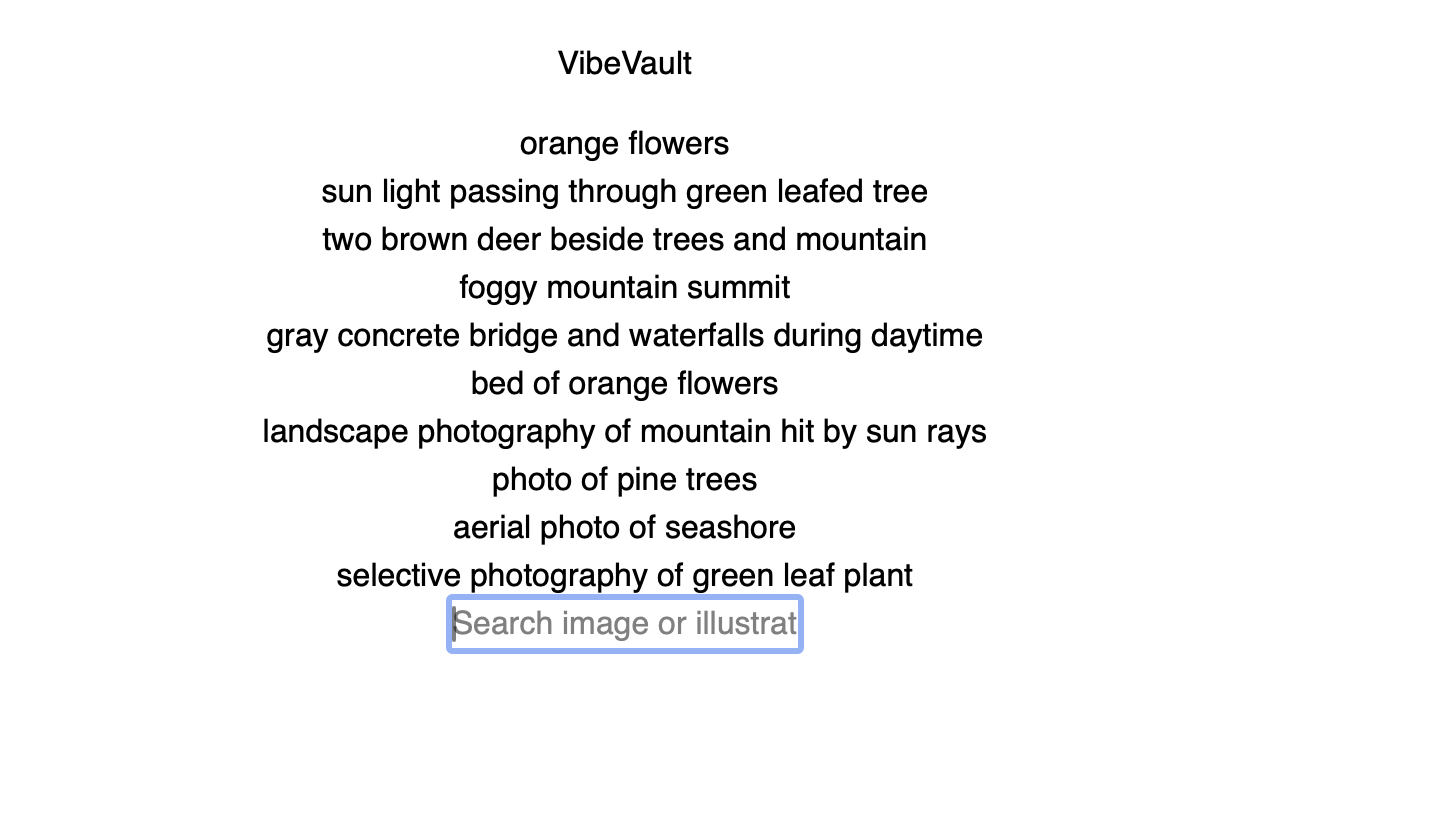 VibeVault
orange flowers
sun light passing through green leafed tree
two brown deer beside trees and mountain
foggy mountain summit
gray concrete bridge and waterfalls during daytime
bed of orange flowers
landscape photography of mountain hit by sun rays
photo of pine trees
aerial photo of seashore
selective photography of green leaf plant
Search image or illustrat